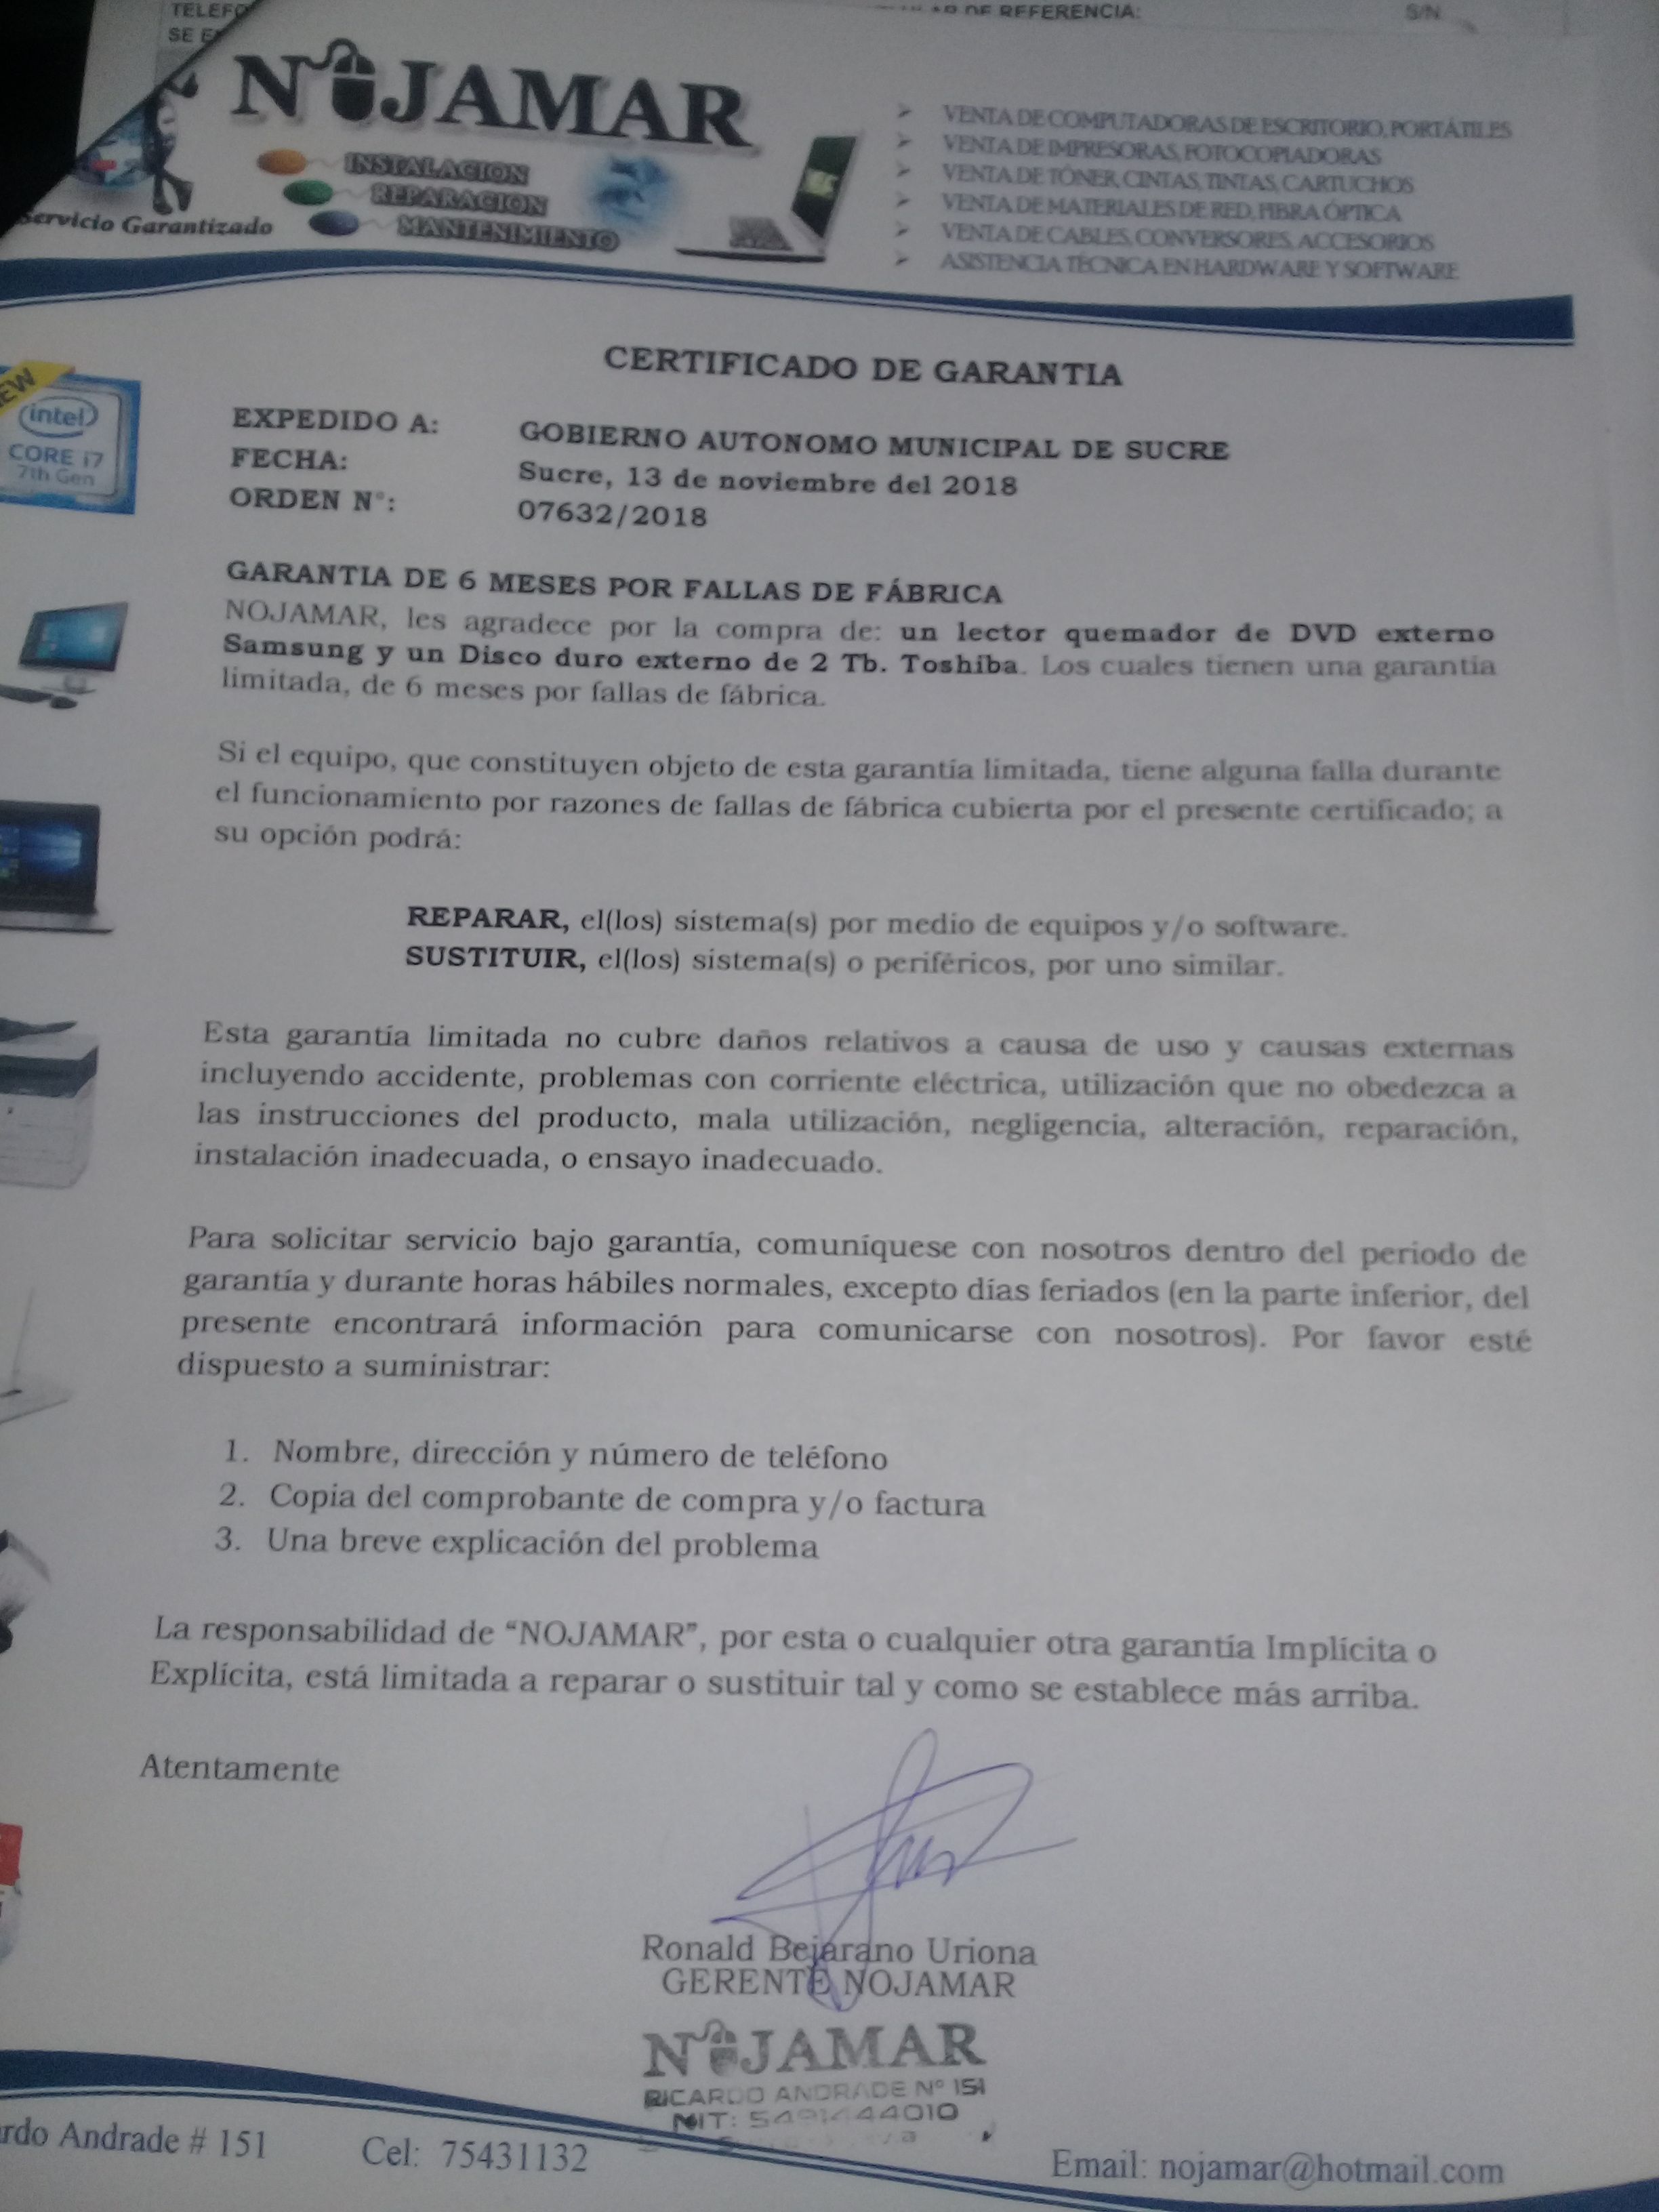 TELEFO
DE REFERENCIA:
S/N
SE E
NOJAMAR
INSTALACION
REPARACION
MANTENIMIENTO
Servicio Garantizado
VENTA DE COMPUTADORAS DE ESCRITORIO, PORTÁTILES
VENTA DE IMPRESORAS, FOTOCOPIADORAS
VENTA DE TÓNER, CINTAS, TINTAS, CARTUCHOS
VENTA DE MATERIALES DE RED, FIBRA ÓPTICA
VENTA DE CABLES, CONVERSORES, ACCESORIOS
ASISTENCIA TÉCNICA EN HARDWARE Y SOFTWARE
CERTIFICADO DE GARANTIA
EW
intel
CORE i7
7th Gen
EXPEDIDO A: GOBIERNO AUTONOMO MUNICIPAL DE SUCRE
FECHA: Sucre, 13 de noviembre del 2018
ORDEN N°: 07632/2018
GARANTIA DE 6 MESES POR FALLAS DE FÁBRICA
NOJAMAR, les agradece por la compra de: un lector quemador de DVD externo
Samsung y un Disco duro externo de 2 Tb. Toshiba. Los cuales tienen una garantía
limitada, de 6 meses por fallas de fábrica.
Si el equipo, que constituyen objeto de esta garantía limitada, tiene alguna falla durante
el funcionamiento por razones de fallas de fábrica cubierta por el presente certificado; a
su opción podrá:
REPARAR, el(los) sistema(s) por medio de equipos y/o software.
SUSTITUIR, el(los) sistema(s) o periféricos, por uno similar.
Esta garantía limitada no cubre daños relativos a causa de uso y causas externas
incluyendo accidente, problemas con corriente eléctrica, utilización que no obedezca a
las instrucciones del producto, mala utilización, negligencia, alteración, reparación,
instalación inadecuada, o ensayo inadecuado.
Para solicitar servicio bajo garantía, comuníquese con nosotros dentro del periodo de
garantía y durante horas hábiles normales, excepto días feriados (en la parte inferior, del
presente encontrará información para comunicarse con nosotros). Por favor esté
dispuesto a suministrar:
1. Nombre, dirección y número de teléfono
2. Copia del comprobante de compra y/o factura
3. Una breve explicación del problema
La responsabilidad de “NOJAMAR”, por esta o cualquier otra garantía Implícita o
Explícita, está limitada a reparar o sustituir tal y como se establece más arriba.
Atentamente
Ronald Bejarano Uriona
GERENTE NOJAMAR
NOJAMAR
RICARDO ANDRADE Nº 151
NIT: 5491444010
rdo Andrade # 151
Cel: 75431132
Email: nojamar@hotmail.com